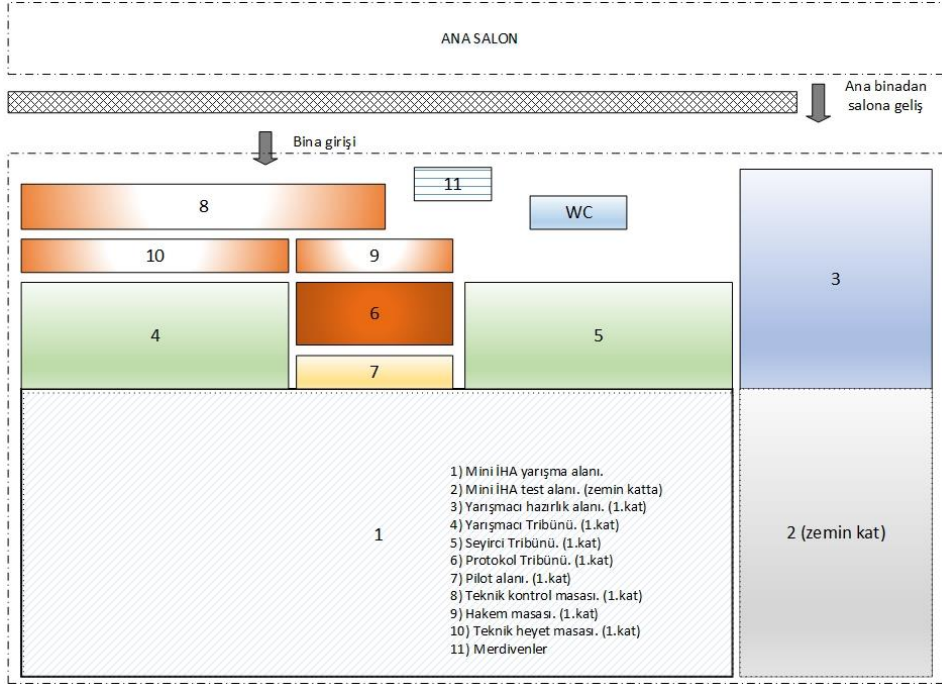 ANA SALON
Ana binadan
salona geliş
Bina girişi
11
8
WC
10
9
3
6
4
5
7
1) Mini İHA yarışma alanı.
2) Mini İHA test alanı. (zemin katta)
3) Yarışmacı hazırlık alanı. (1.kat)
4) Yarışmacı Tribünü. (1.kat)
5) Seyirci Tribünü. (1.kat)
6) Protokol Tribünü. (1.kat)
7) Pilot alanı. (1.kat)
8) Teknik kontrol masası. (1.kat)
9) Hakem masası. (1.kat)
10) Teknik heyet masası. (1.kat)
11) Merdivenler
1
2 (zemin kat)